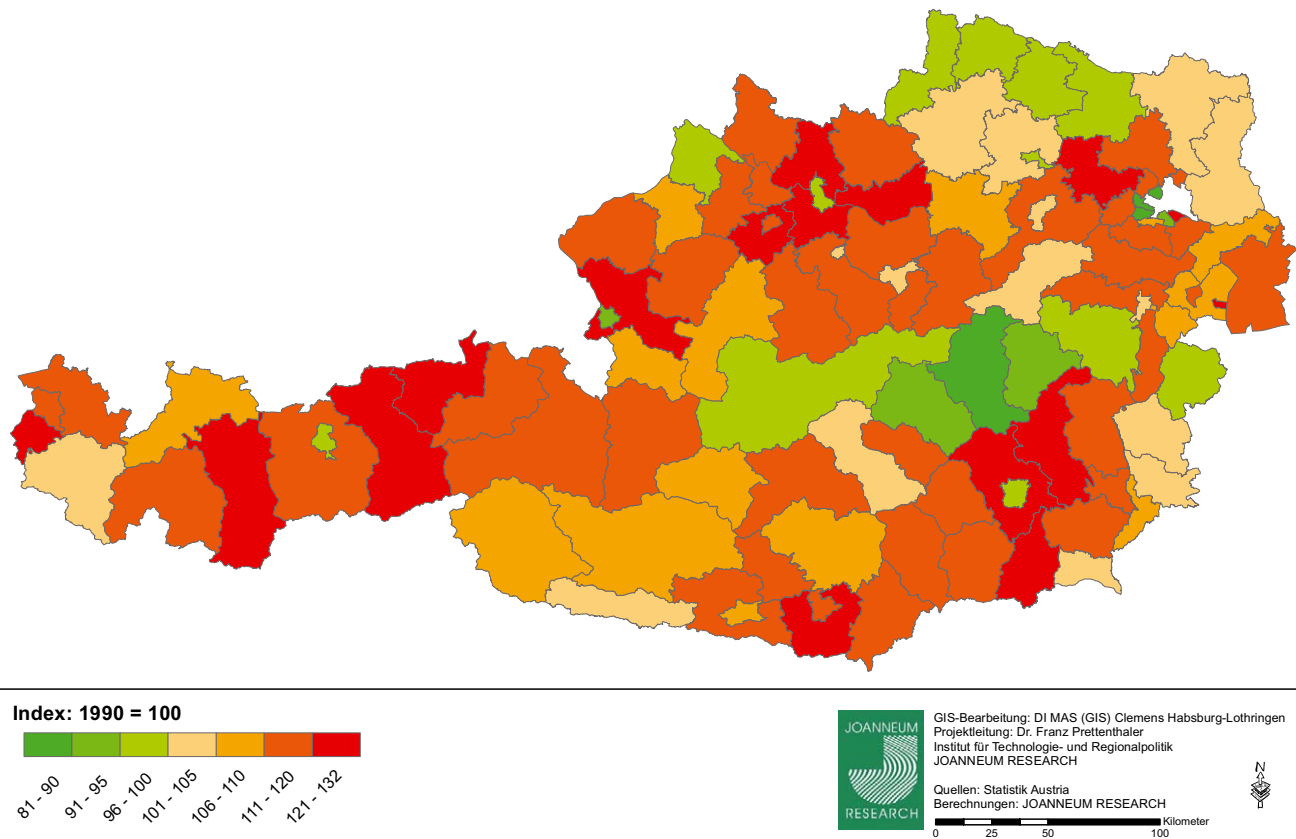 Index: 1990 = 100
81 - 90
91 - 95
96 - 100
101 - 105
106 - 110
111 - 120
121 - 132
JOANNEUM
RESEARCH
GIS-Bearbeitung: DI MAS (GIS) Clemens Habsburg-Lothringen
Projektleitung: Dr. Franz Prettenthaler
Institut für Technologie- und Regionalpolitik
JOANNEUM RESEARCH
Quellen: Statistik Austria
Berechnungen: JOANNEUM RESEARCH
Kilometer
0 25 50 100
N